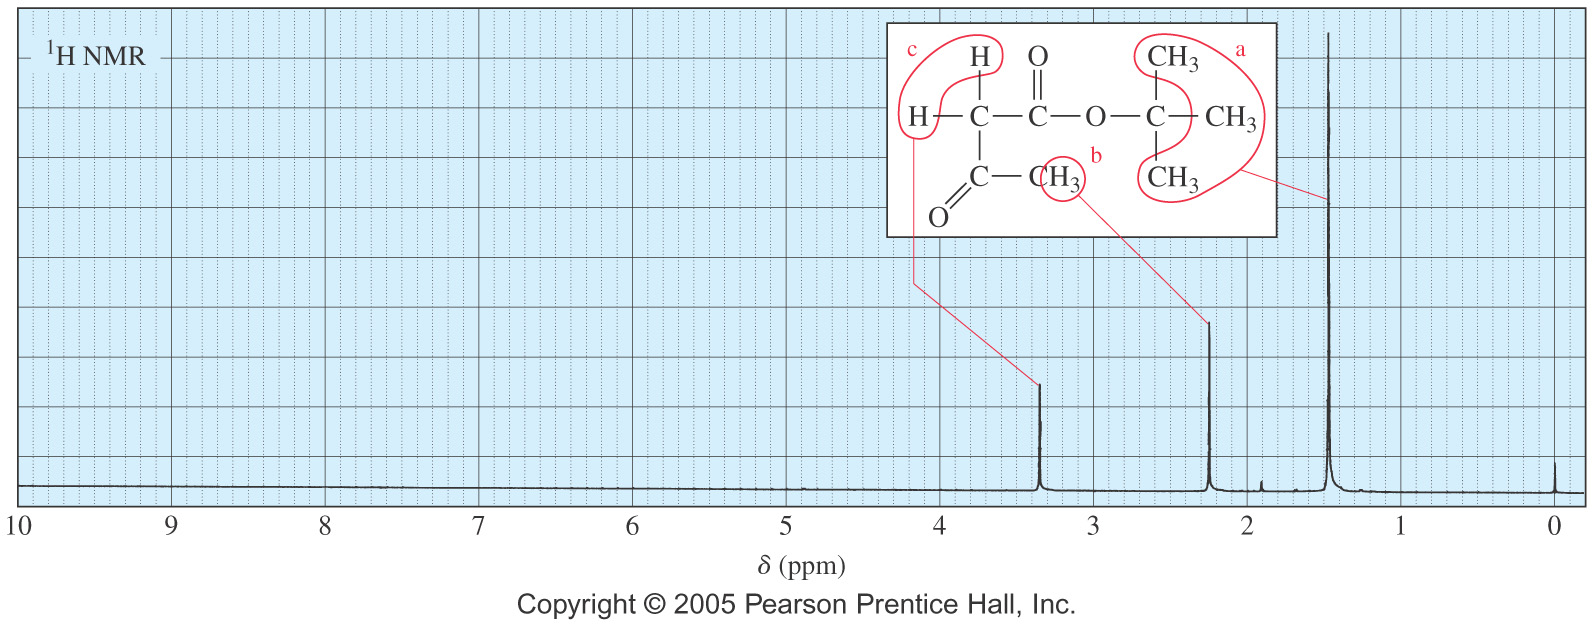 ¹H NMR
c H O CH₃ a
H C C O C CH₃
b
C CH₃ CH₃
O
10 9 8 7 6 5 4 3 2 1 0
δ (ppm)
Copyright © 2005 Pearson Prentice Hall, Inc.